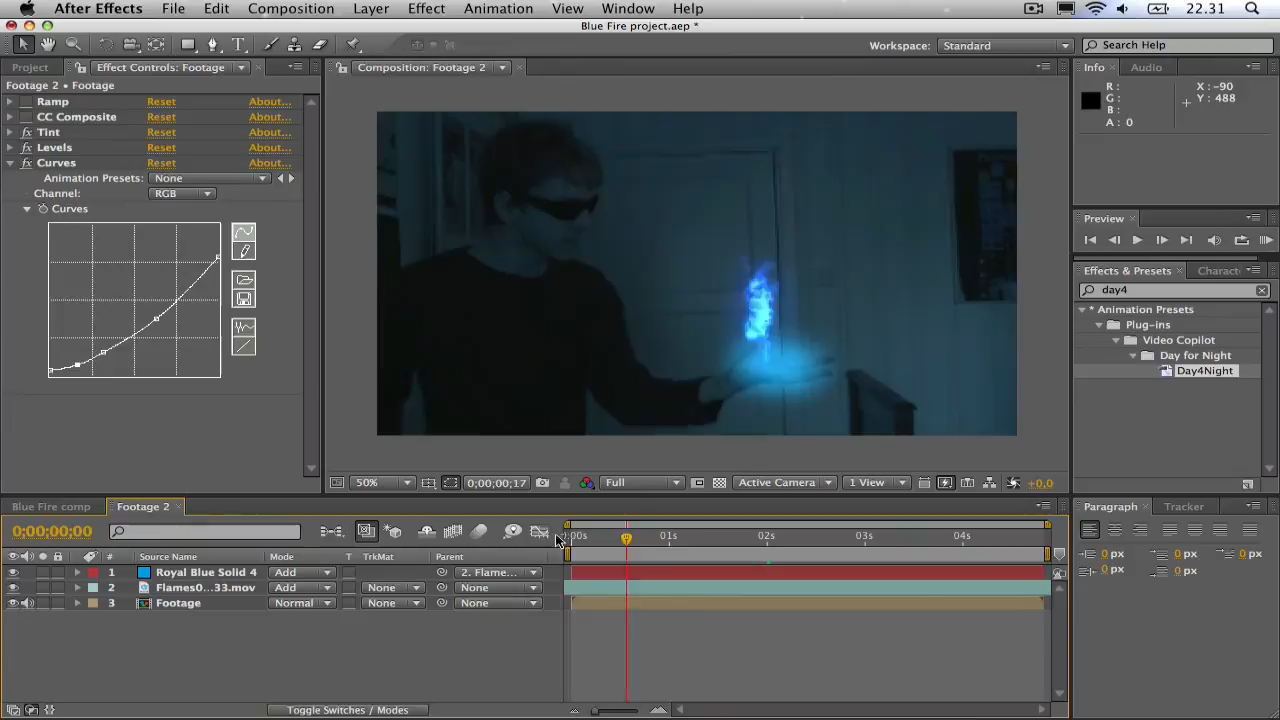 After Effects File Edit Composition Layer Effect Animation View Window Help 22.31
Blue Fire project.aep *
Workspace: Standard Search Help
Project Effect Controls: Footage Composition: Footage 2 Info Audio
Footage 2 • Footage
Ramp Reset About...
CC Composite Reset About...
Tint Reset About...
Levels Reset About...
Curves Reset About...
Animation Presets: None
Channel: RGB
Curves
R :
G :
B :
A : 0
X : -90
Y : 488
Preview
Effects & Presets Charact
day4
* Animation Presets
Plug-ins
Video Copilot
Day for Night
Day4Night
50% 0;00;00;17 Full Active Camera 1 View +0,0
Blue Fire comp Footage 2 Paragraph Tracker
0;00;00;00 :00s 01s 02s 03s 04s
# Source Name Mode T TrkMat Parent
1 Royal Blue Solid 4 Add 2. Flame...
2 Flames0...33.mov Add None None
3 Footage Normal None None
0 px 0 px 0 px
0 px 0 px
Toggle Switches / Modes